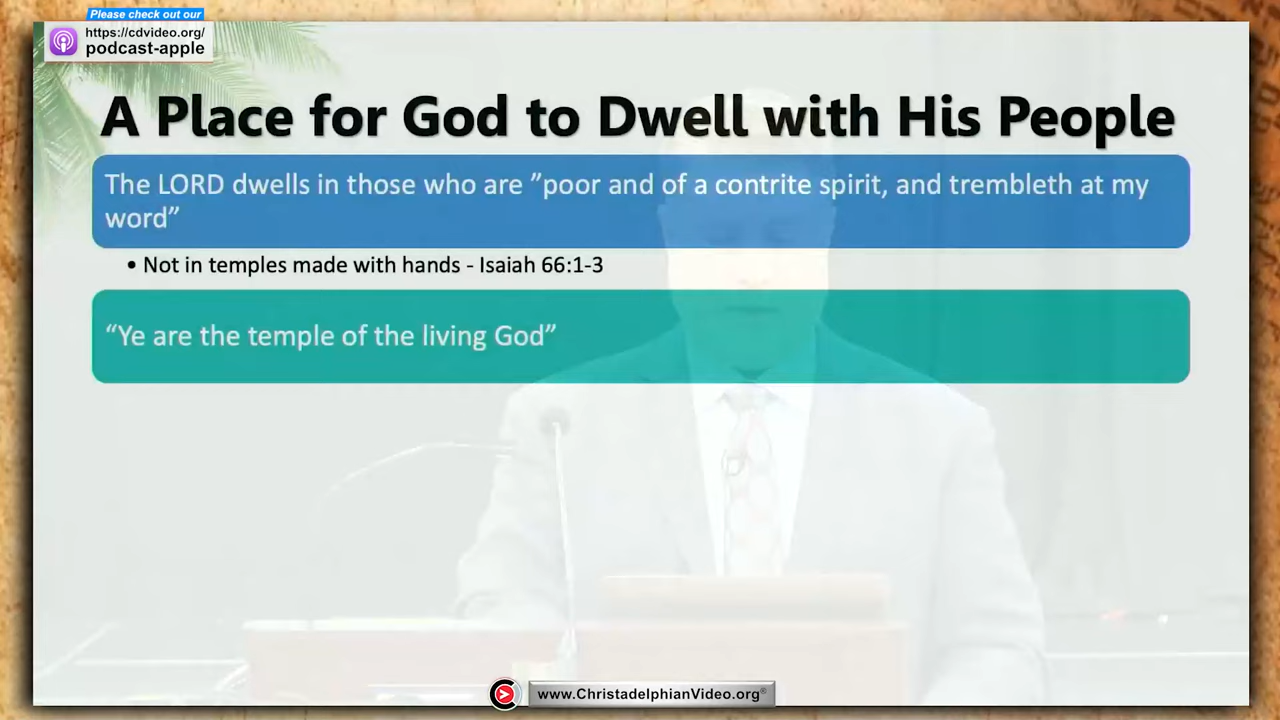 Please check out our
https://cdvideo.org/
podcast-apple
A Place for God to Dwell with His People
The LORD dwells in those who are ”poor and of a contrite spirit, and trembleth at my
word”
• Not in temples made with hands - Isaiah 66:1-3
“Ye are the temple of the living God”
www.ChristadelphianVideo.org®